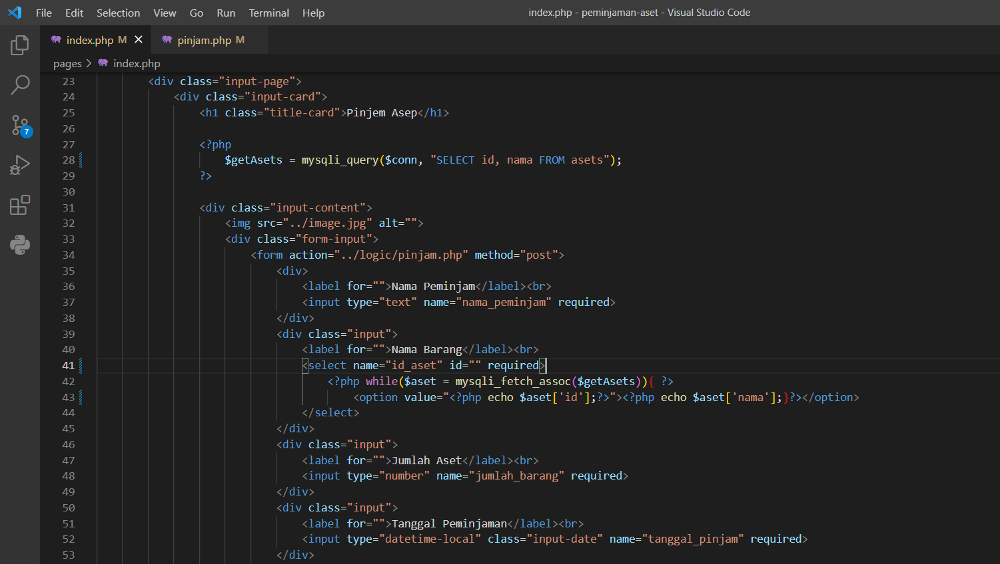 File Edit Selection View Go Run Terminal Help
index.php - peminjaman-aset - Visual Studio Code
index.php M
pinjam.php M
pages > index.php
7
23 <div class="input-page">
24 <div class="input-card">
25 <h1 class="title-card">Pinjem Asep</h1>
26
27 <?php
28 $getAsets = mysqli_query($conn, "SELECT id, nama FROM asets");
29 ?>
30
31 <div class="input-content">
32 <img src="../image.jpg" alt="">
33 <div class="form-input">
34 <form action="../logic/pinjam.php" method="post">
35 <div>
36 <label for="">Nama Peminjam</label><br>
37 <input type="text" name="nama_peminjam" required>
38 </div>
39 <div class="input">
40 <label for="">Nama Barang</label><br>
41 <select name="id_aset" id="" required>
42 <?php while($aset = mysqli_fetch_assoc($getAsets)){ ?>
43 <option value="<?php echo $aset['id'];?>"><?php echo $aset['nama'];}?></option>
44 </select>
45 </div>
46 <div class="input">
47 <label for="">Jumlah Aset</label><br>
48 <input type="number" name="jumlah_barang" required>
49 </div>
50 <div class="input">
51 <label for="">Tanggal Peminjaman</label><br>
52 <input type="datetime-local" class="input-date" name="tanggal_pinjam" required>
53 </div>